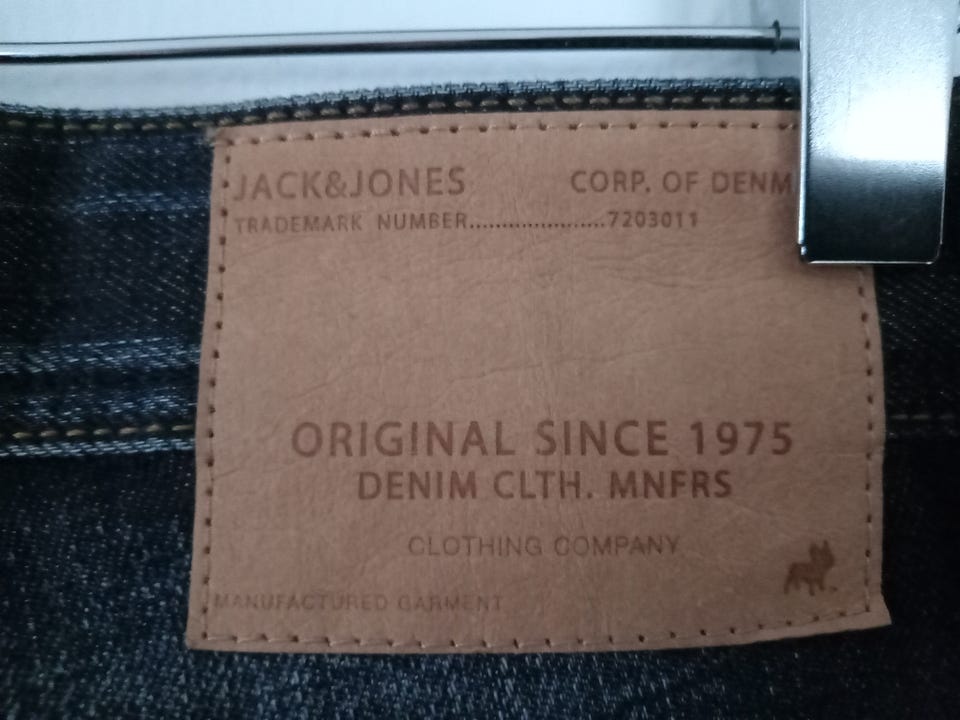 JACK&JONES CORP. OF DENM
TRADEMARK NUMBER......................7203011
ORIGINAL SINCE 1975
DENIM CLTH. MNFRS
CLOTHING COMPANY
MANUFACTURED GARMENT